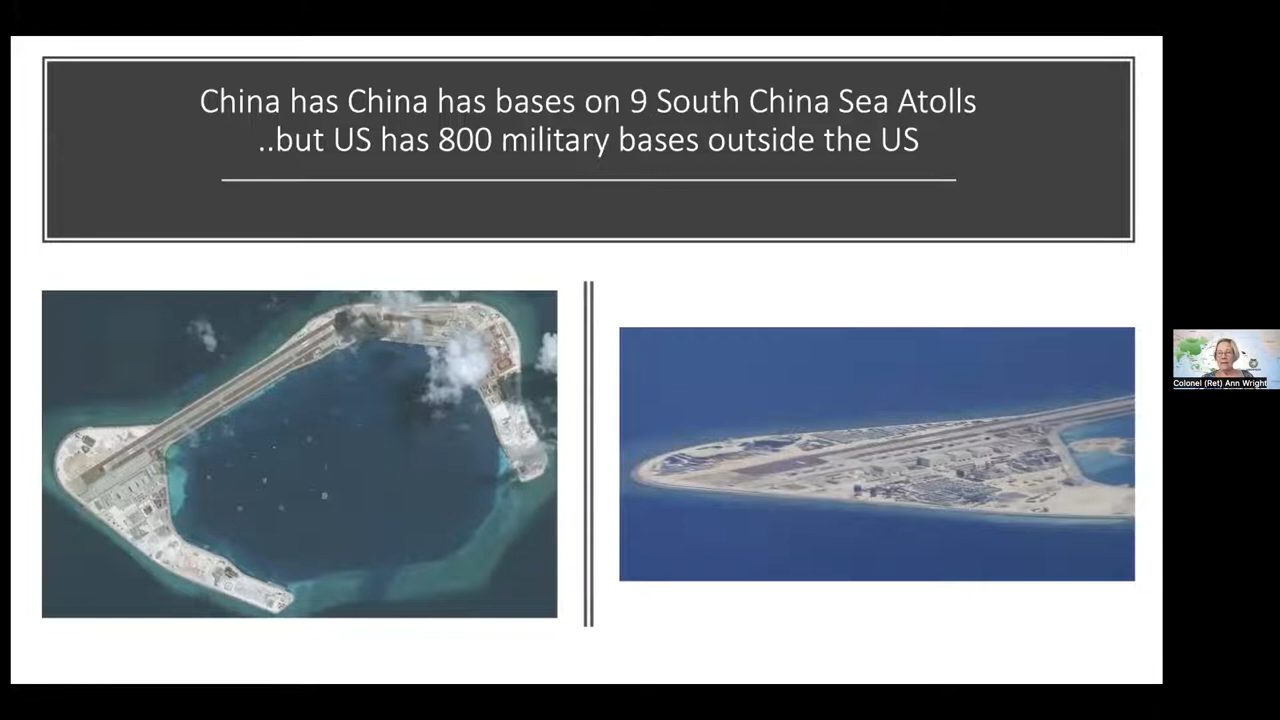 China has China has bases on 9 South China Sea Atolls
..but US has 800 military bases outside the US
Colonel (Ret) Ann Wright